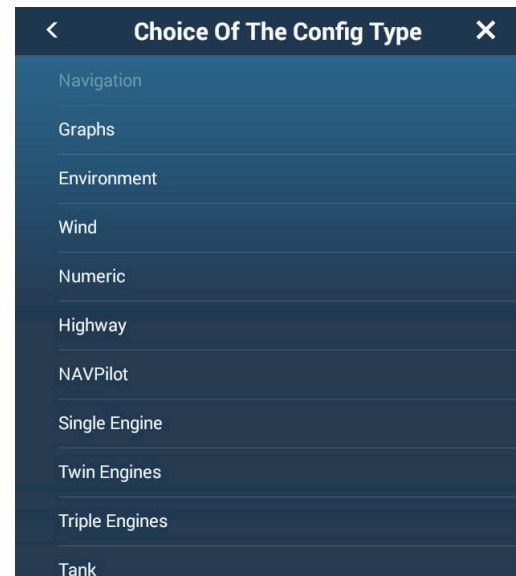 Choice Of The Config Type
Navigation
Graphs
Environment
Wind
Numeric
Highway
NAVPilot
Single Engine
Twin Engines
Triple Engines
Tank